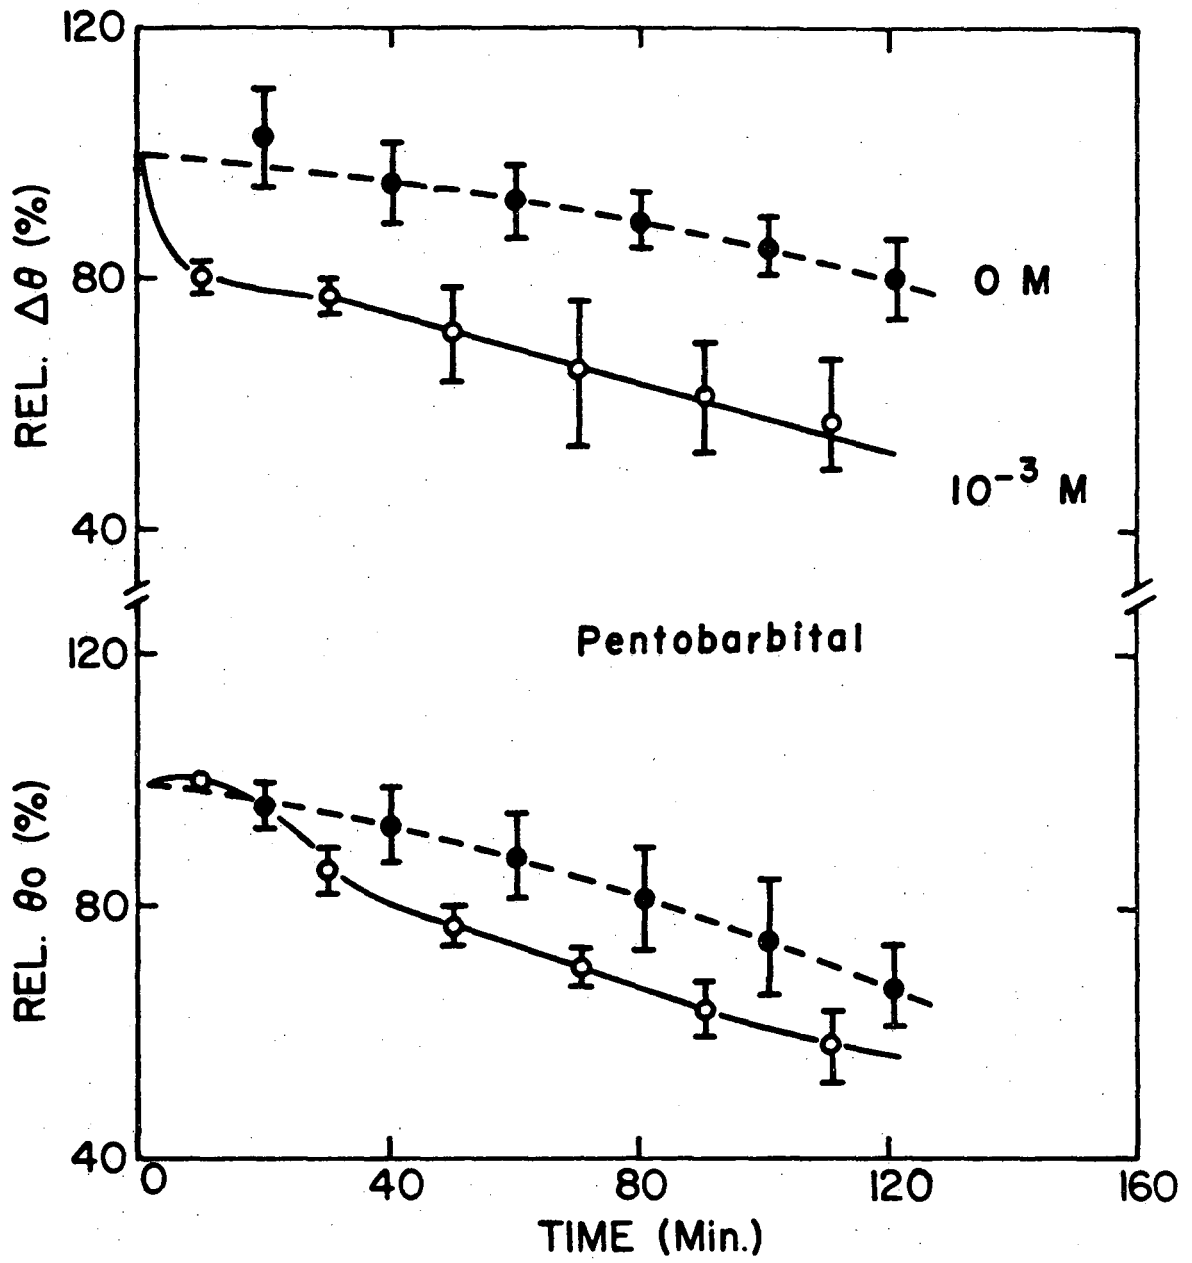 120
80
40
REL. Δθ (%)
0 M
10⁻³ M
Pentobarbital
120
80
40
REL. θo (%)
0 40 80 120 160
TIME (Min.)